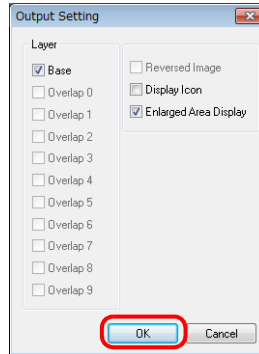 Output Setting
Layer
Base
Overlap 0
Overlap 1
Overlap 2
Overlap 3
Overlap 4
Overlap 5
Overlap 6
Overlap 7
Overlap 8
Overlap 9
Reversed Image
Display Icon
Enlarged Area Display
OK
Cancel